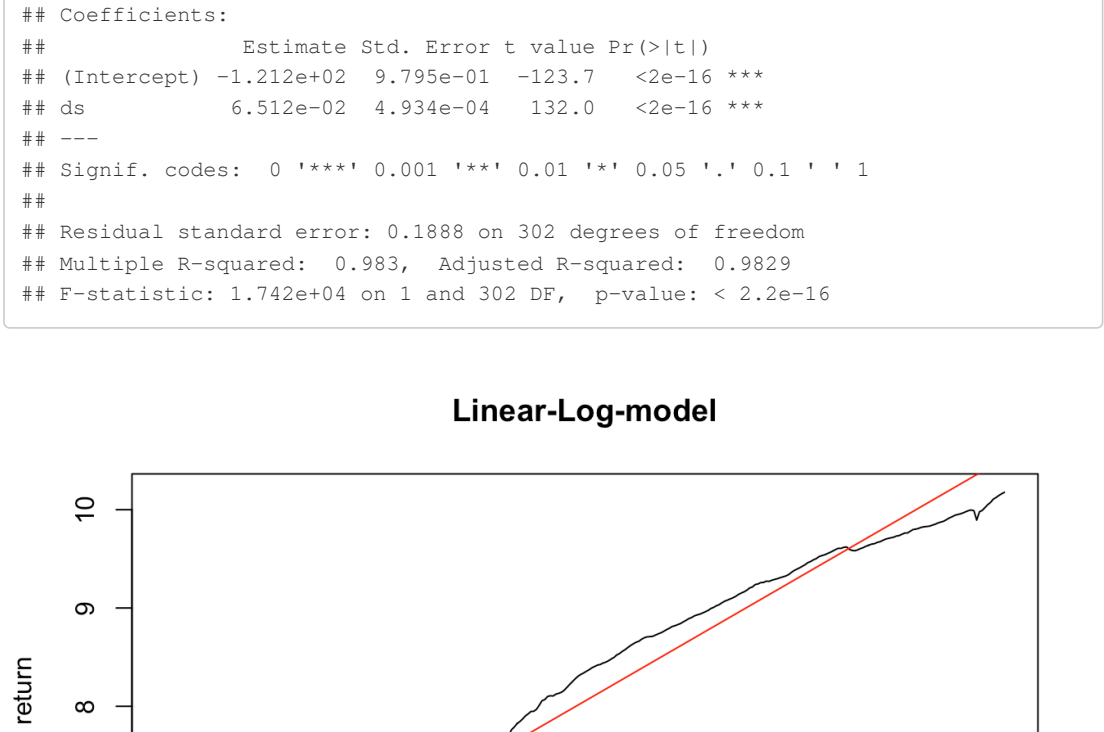 ## Coefficients:
##               Estimate Std. Error t value Pr(>|t|)
## (Intercept) -1.212e+02  9.795e-01  -123.7   <2e-16 ***
## ds           6.512e-02  4.934e-04   132.0   <2e-16 ***
## ---
## Signif. codes:  0 '***' 0.001 '**' 0.01 '*' 0.05 '.' 0.1 ' ' 1
##
## Residual standard error: 0.1888 on 302 degrees of freedom
## Multiple R-squared:  0.983, Adjusted R-squared:  0.9829
## F-statistic: 1.742e+04 on 1 and 302 DF,  p-value: < 2.2e-16
Linear-Log-model
10
9
8
return